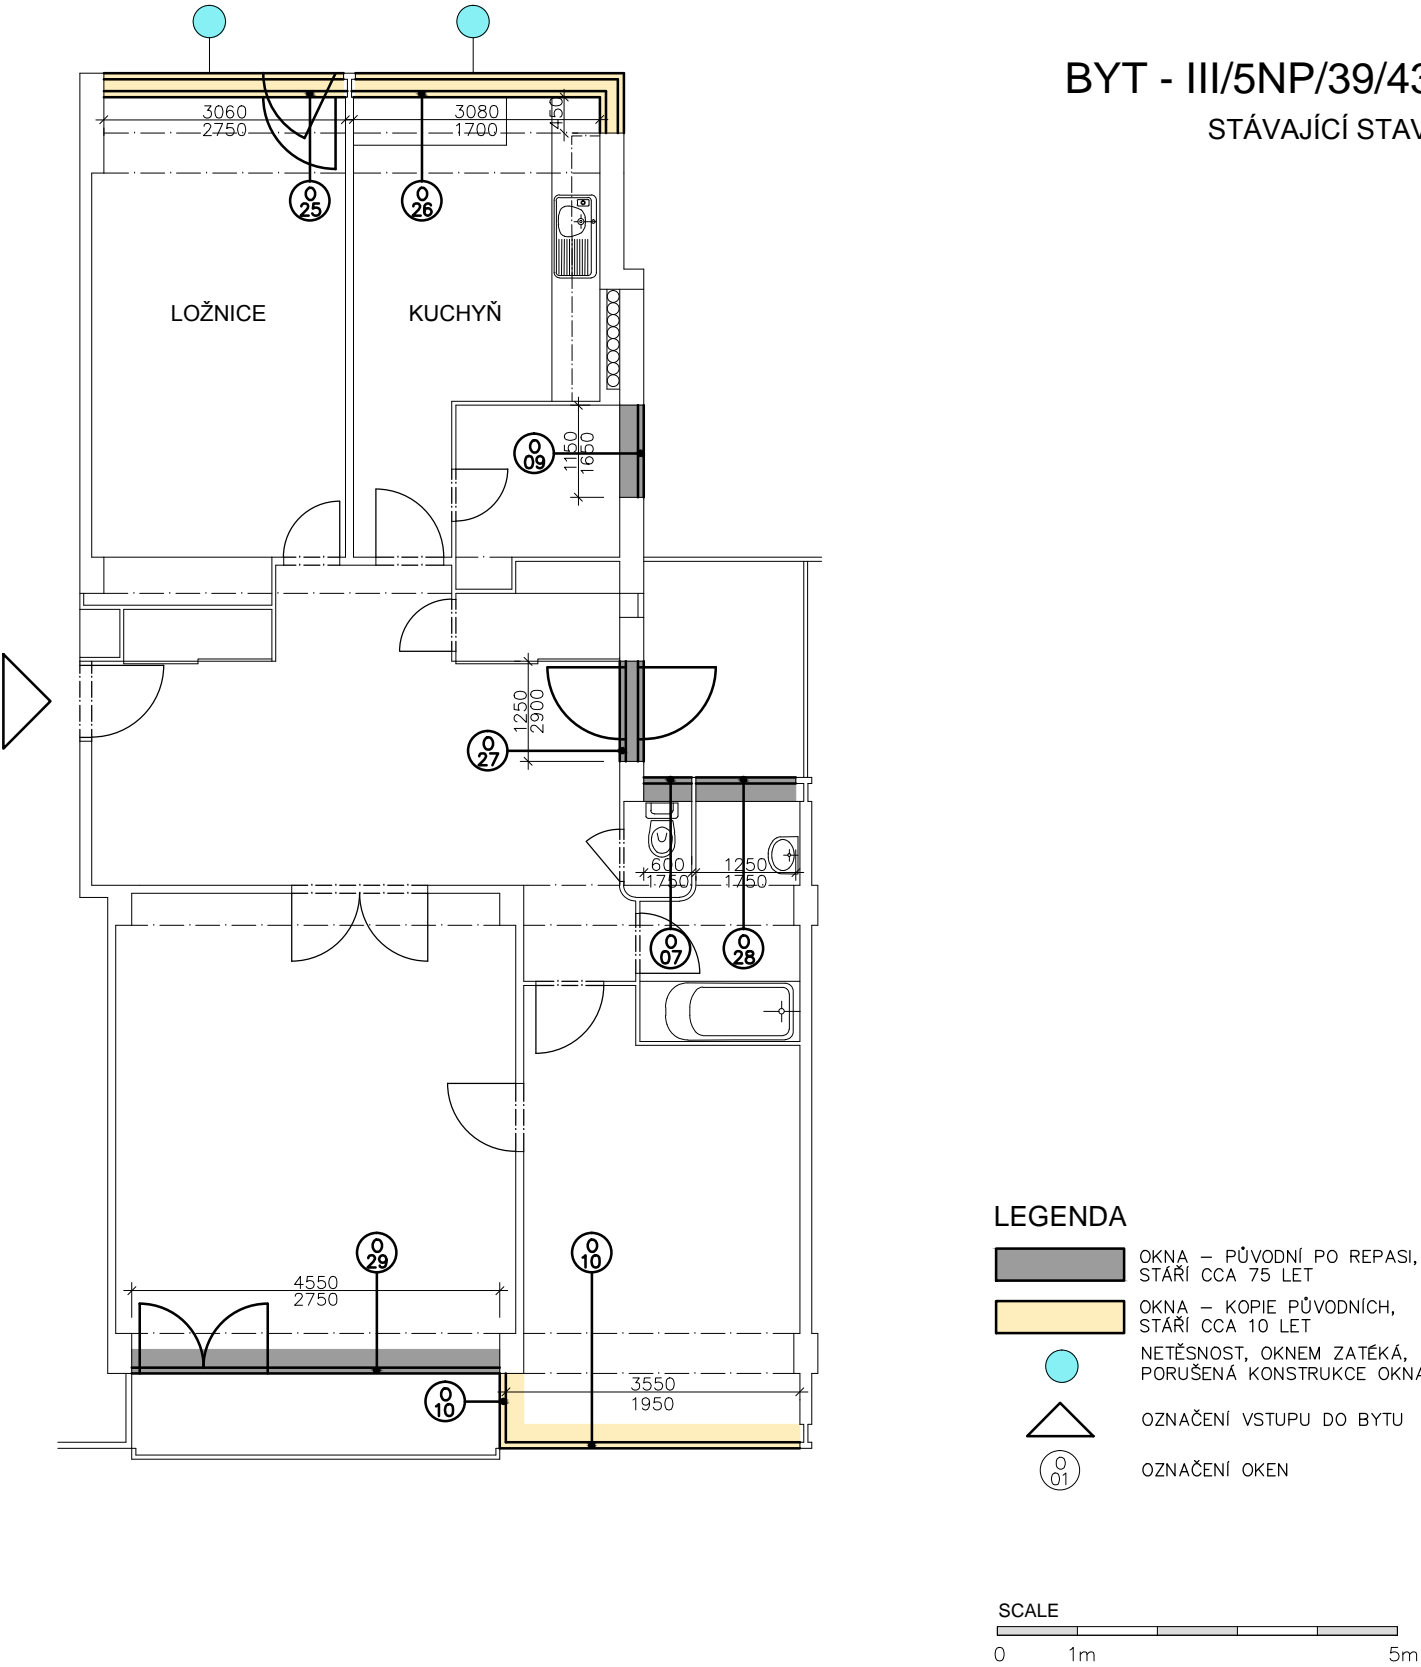 BYT - III/5NP/39/43
STÁVAJÍCÍ STAV
3060
2750
3080
1700
450
O
25
O
26
LOŽNICE
KUCHYŇ
O
09
1150
1650
1250
2900
O
27
600
1750
1250
1750
O
07
O
28
O
29
O
10
4550
2750
O
10
3550
1950
LEGENDA
OKNA – PŮVODNÍ PO REPASI,
STÁŘÍ CCA 75 LET
OKNA – KOPIE PŮVODNÍCH,
STÁŘÍ CCA 10 LET
NETĚSNOST, OKNEM ZATÉKÁ,
PORUŠENÁ KONSTRUKCE OKNA
OZNAČENÍ VSTUPU DO BYTU
O
01
OZNAČENÍ OKEN
SCALE
0 1m 5m